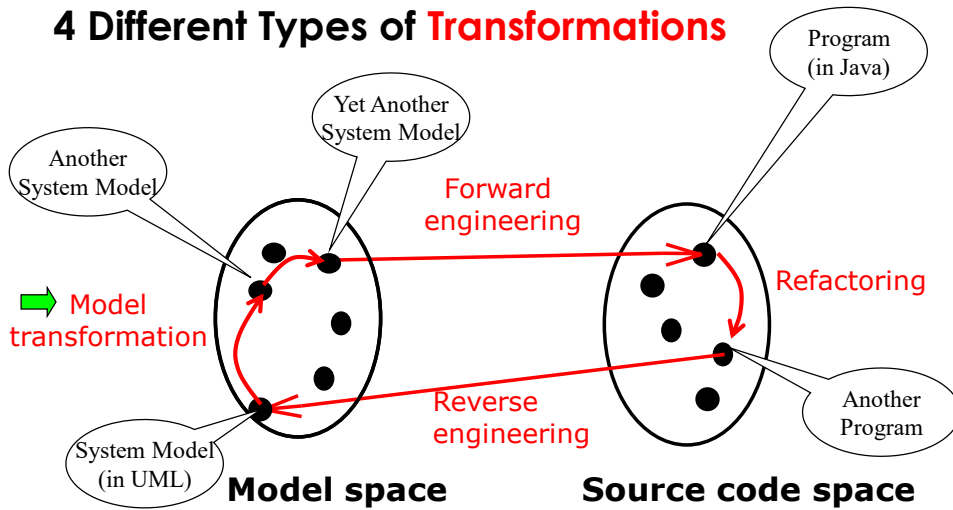 4 Different Types of Transformations
Program
(in Java)
Yet Another
System Model
Another
System Model
Forward
engineering
Refactoring
Model
transformation
Reverse
engineering
Another
Program
System Model
(in UML)
Model space
Source code space